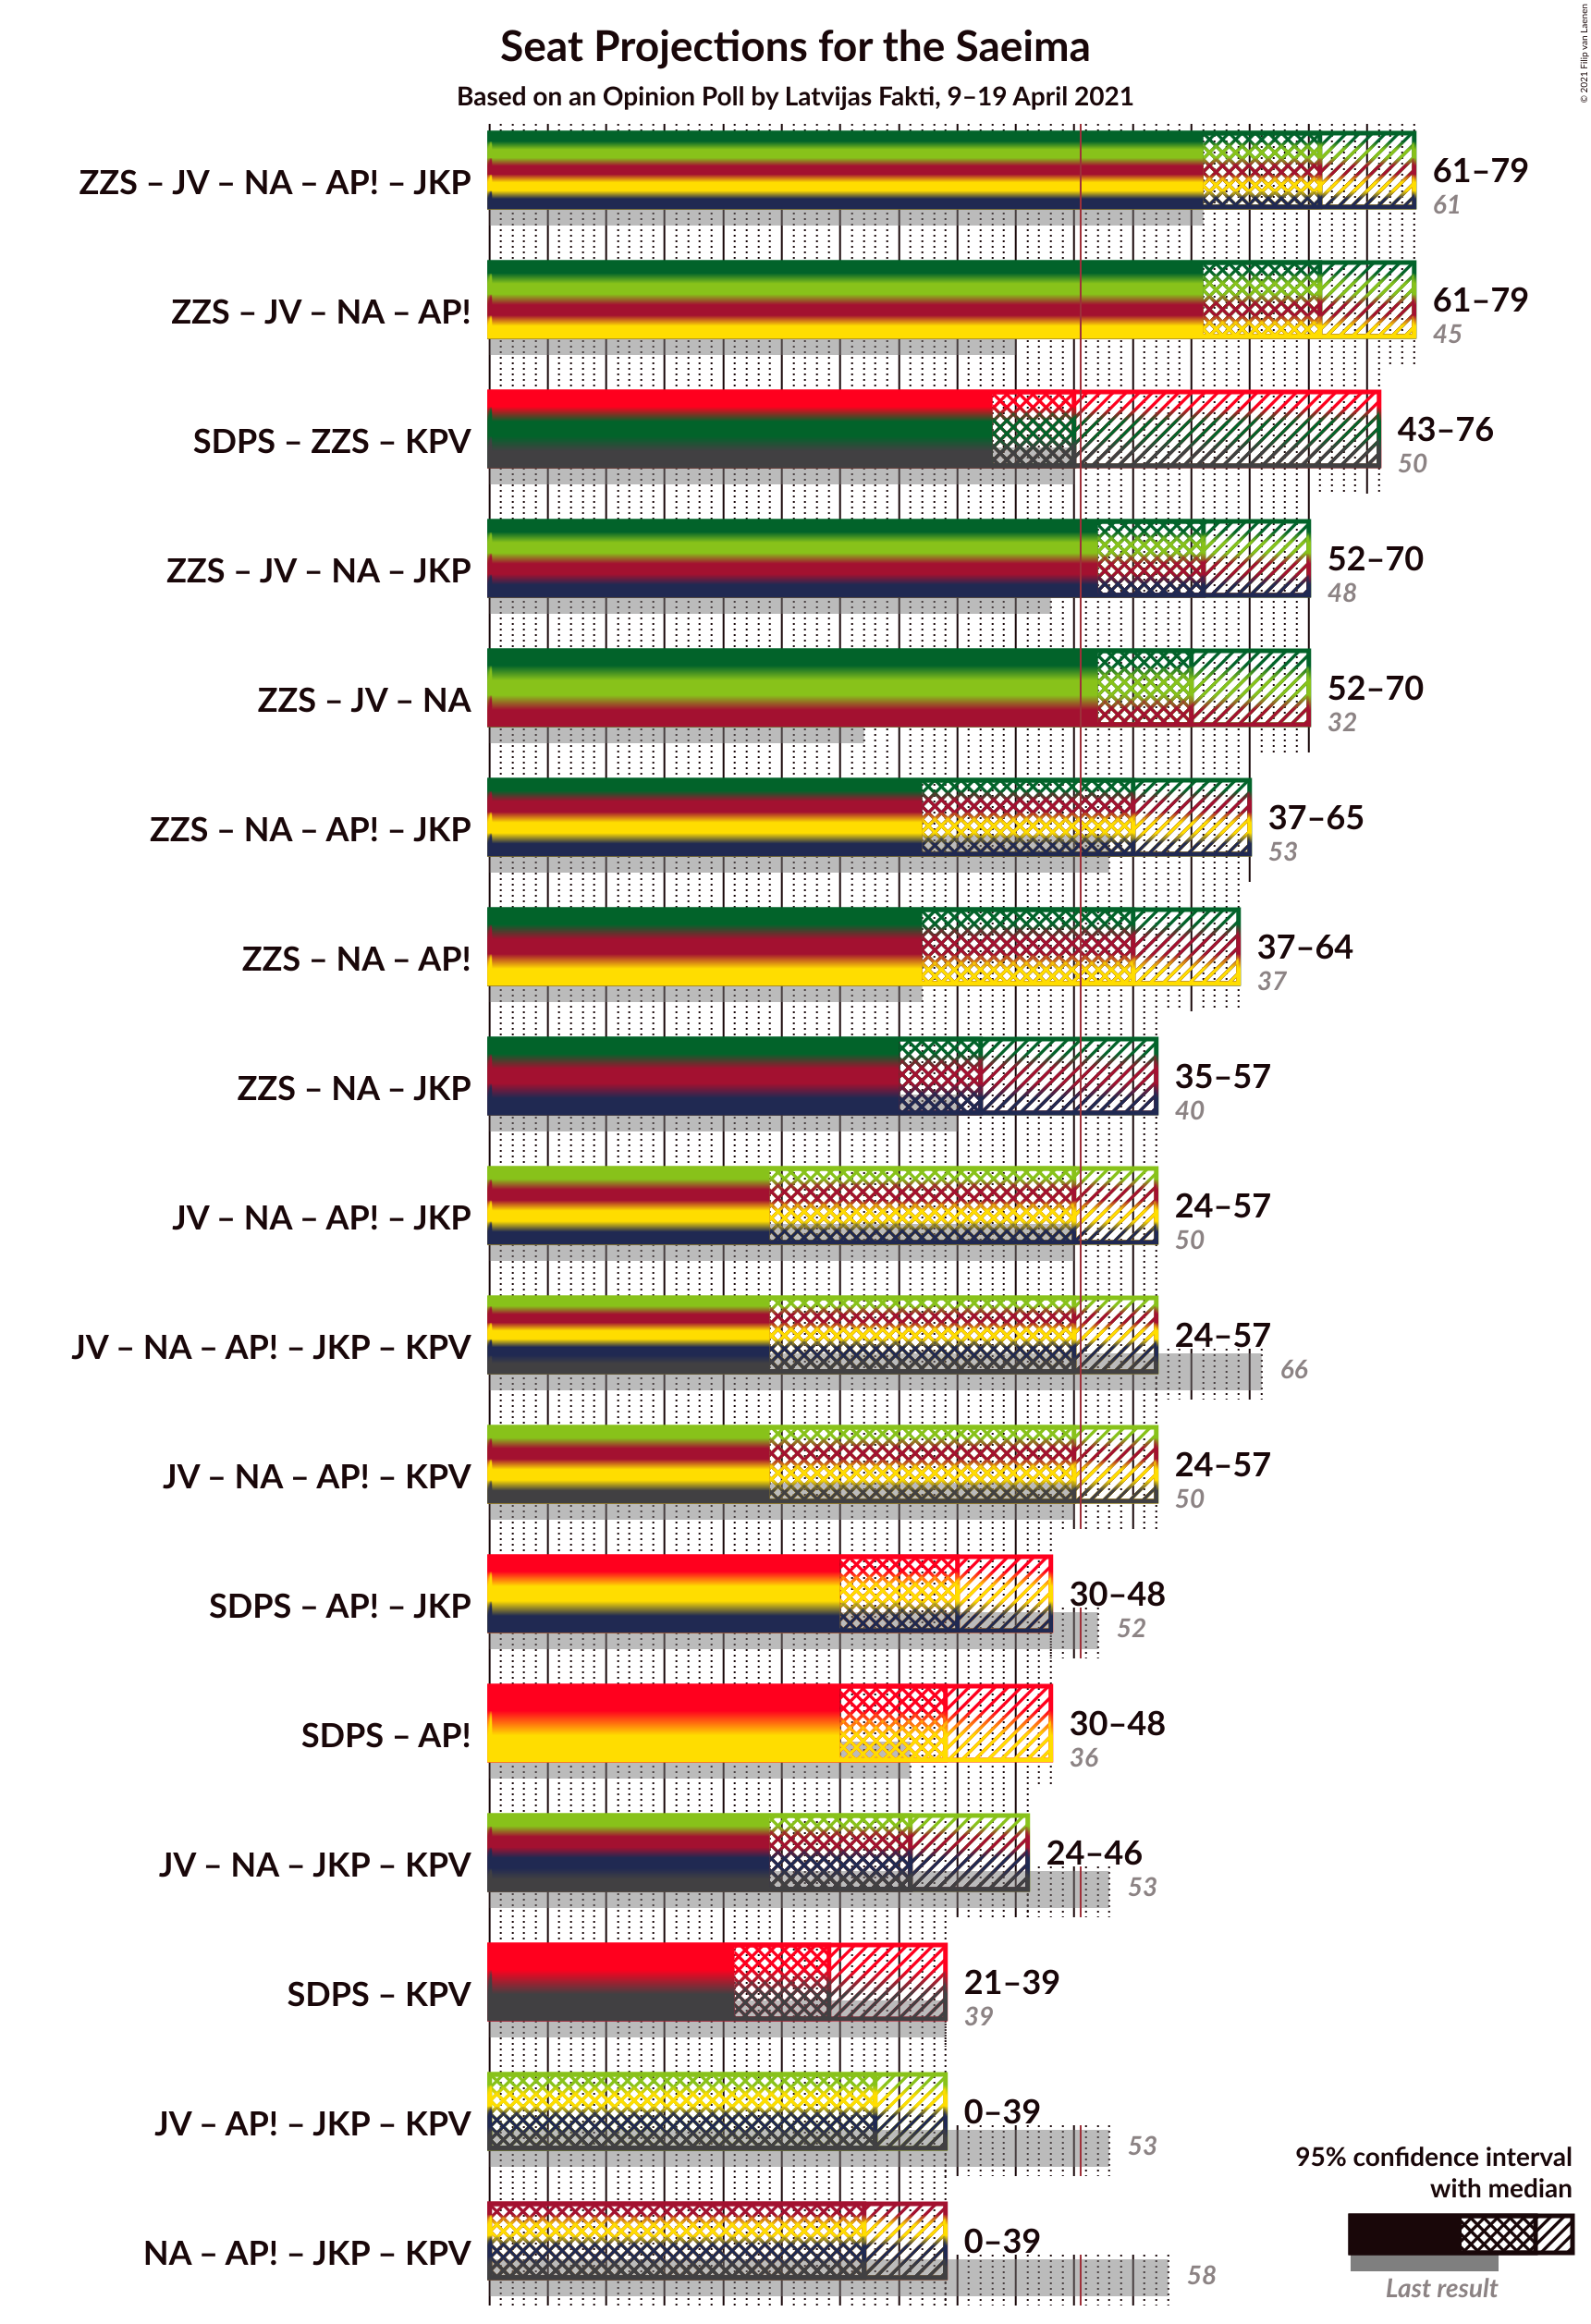 © 2021 Filip van Laenen
Seat Projections for the Saeima
Based on an Opinion Poll by Latvijas Fakti, 9–19 April 2021
ZZS – JV – NA – AP! – JKP
61–79
61
ZZS – JV – NA – AP!
61–79
45
SDPS – ZZS – KPV
43–76
50
ZZS – JV – NA – JKP
52–70
48
ZZS – JV – NA
52–70
32
ZZS – NA – AP! – JKP
37–65
53
ZZS – NA – AP!
37–64
37
ZZS – NA – JKP
35–57
40
JV – NA – AP! – JKP
24–57
50
JV – NA – AP! – JKP – KPV
24–57
66
JV – NA – AP! – KPV
24–57
50
SDPS – AP! – JKP
30–48
52
SDPS – AP!
30–48
36
JV – NA – JKP – KPV
24–46
53
SDPS – KPV
21–39
39
JV – AP! – JKP – KPV
0–39
53
NA – AP! – JKP – KPV
0–39
58
95% confidence interval
with median
Last result